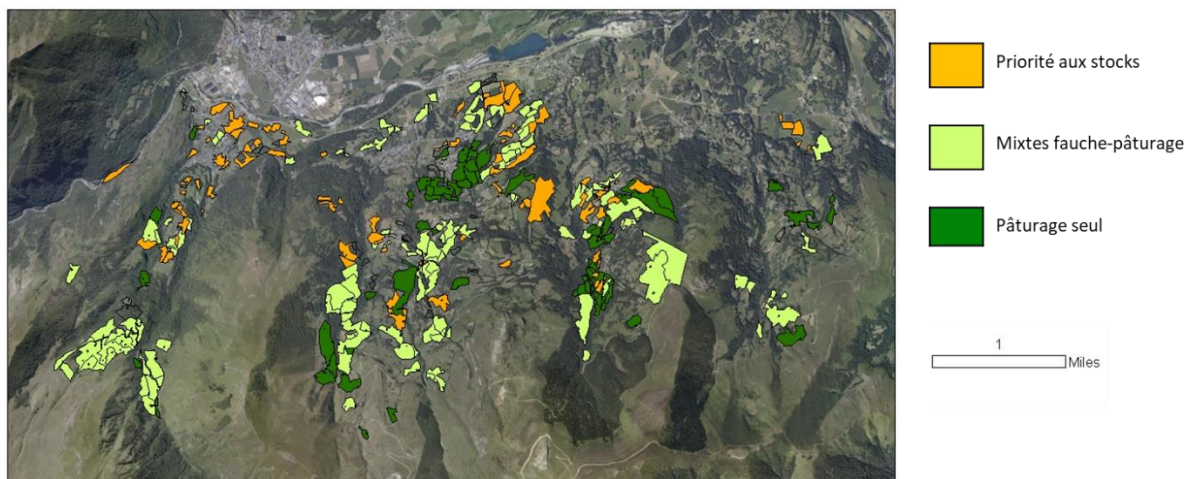 Priorité aux stocks
Mixtes fauche-pâturage
Pâturage seul
1
Miles